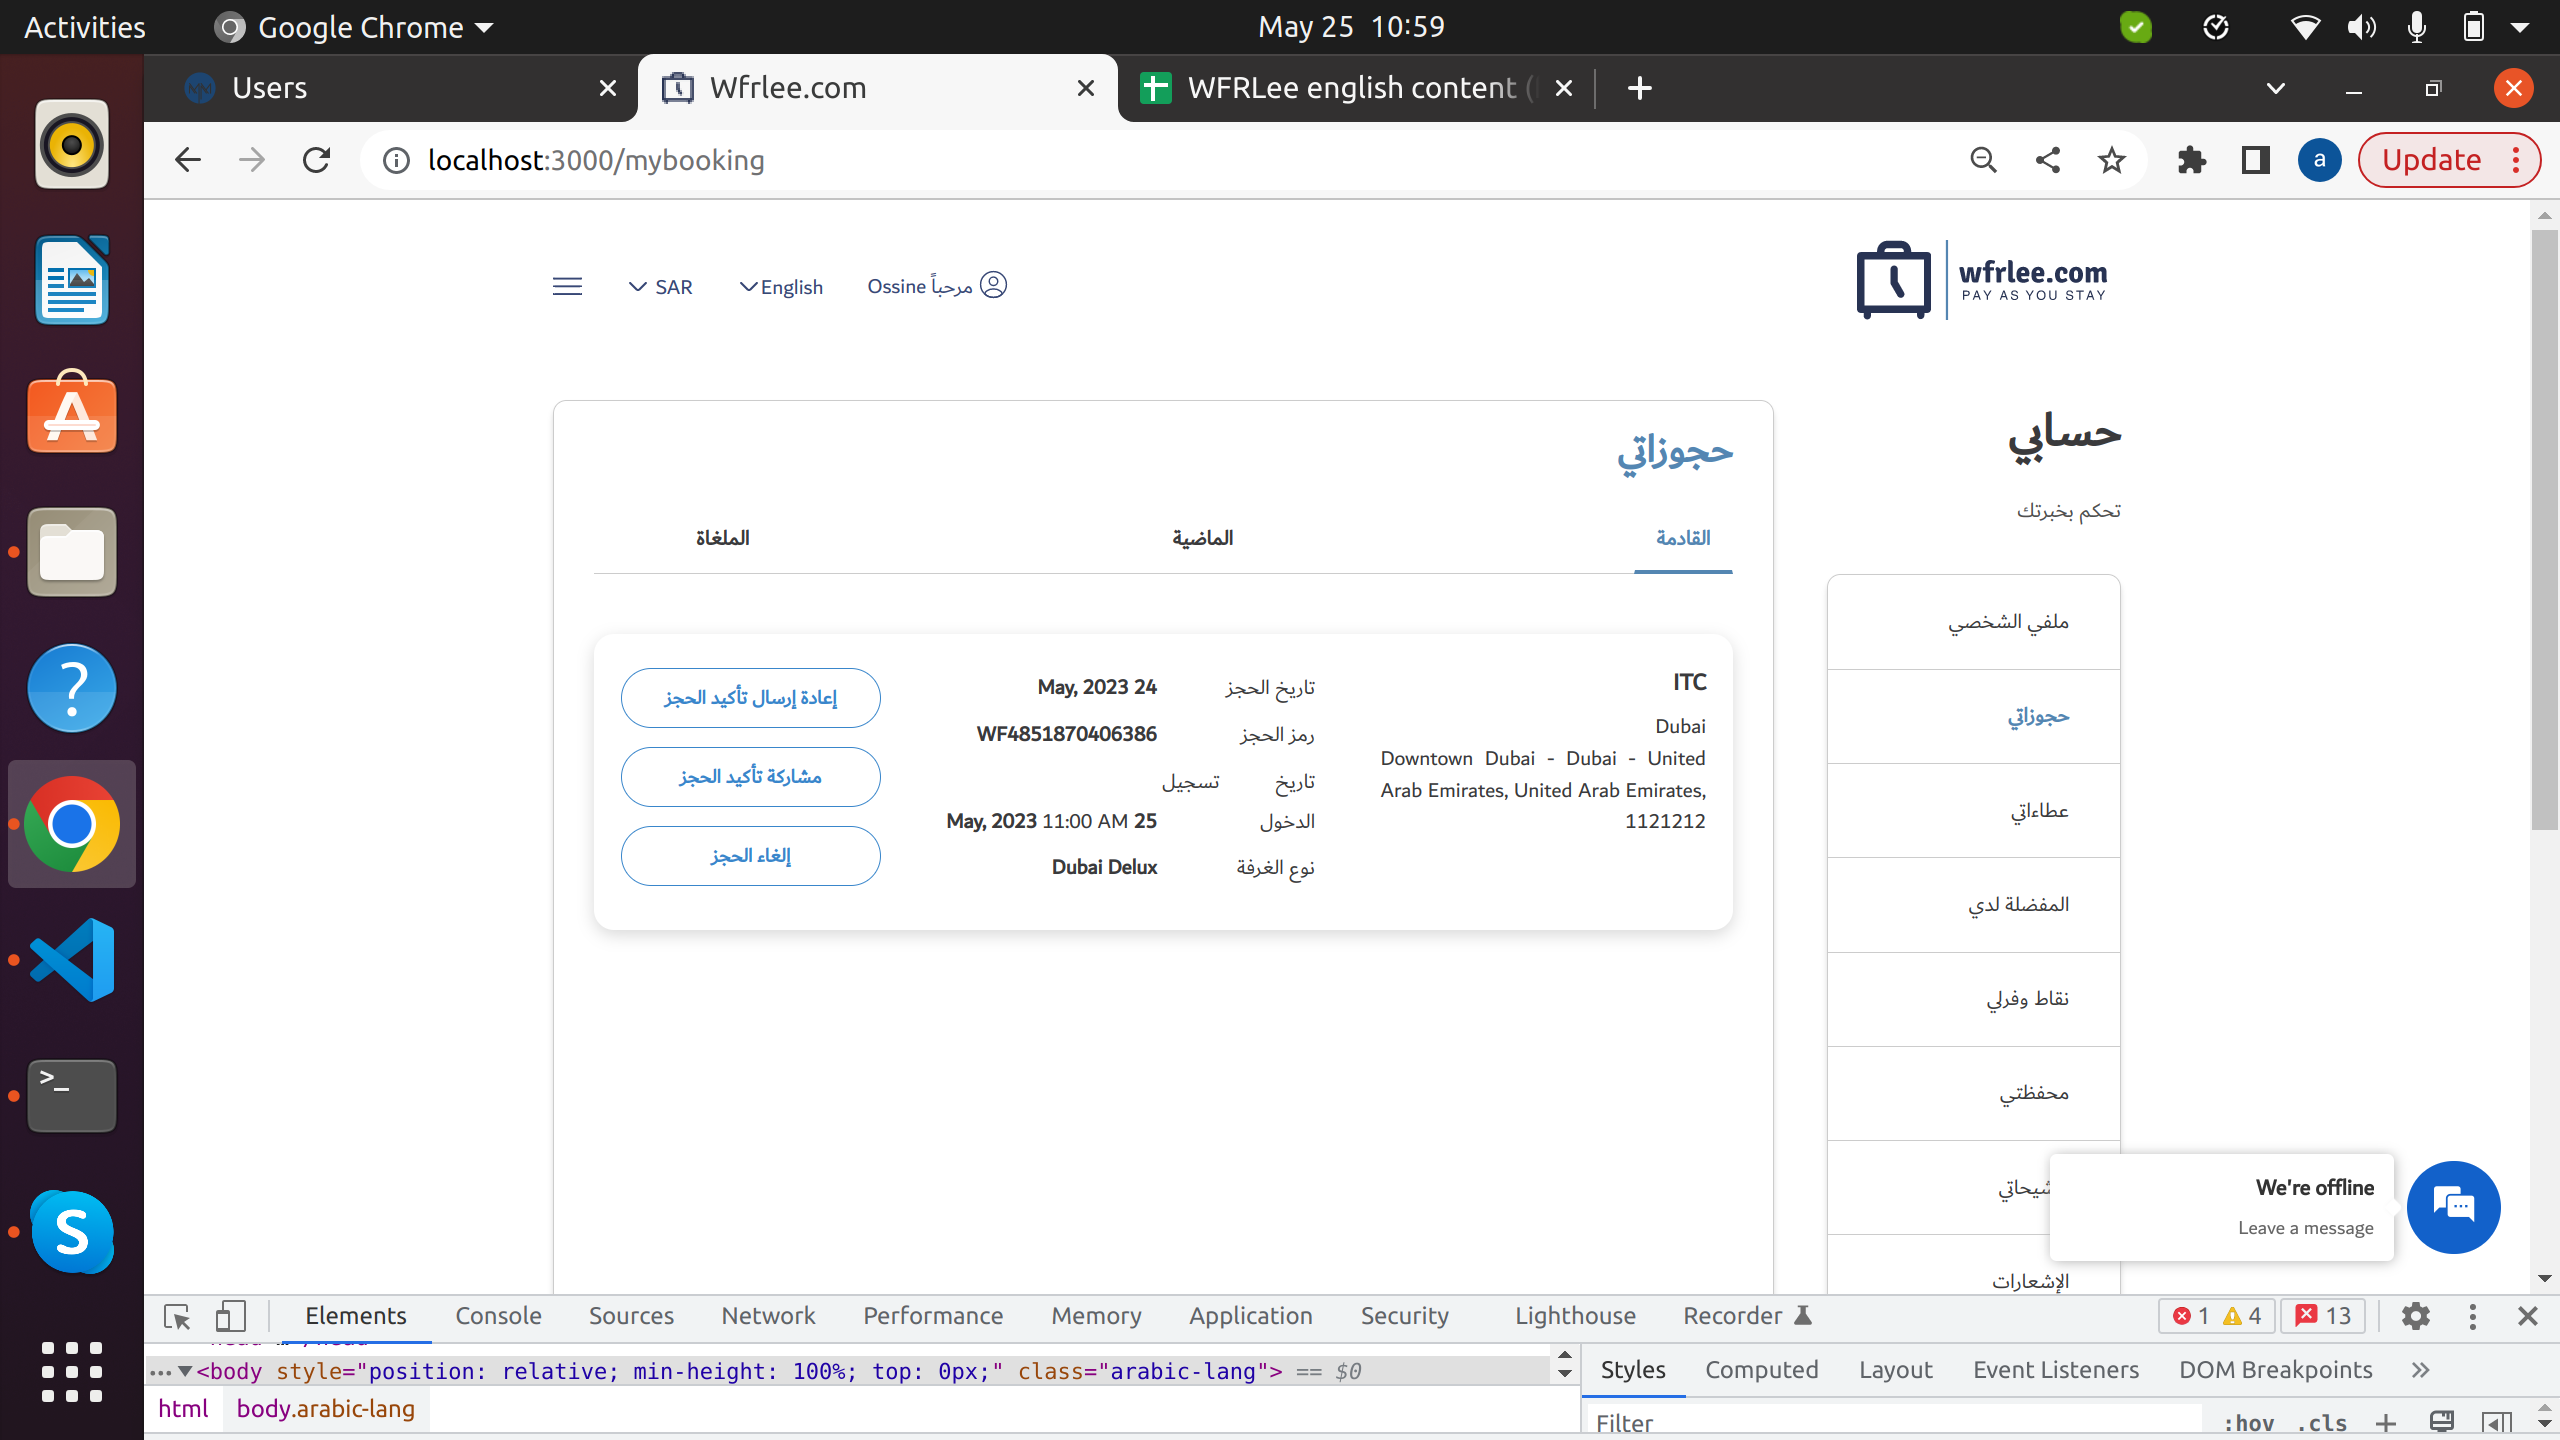 Activities
Google Chrome
May 25 10:59
Users
Wfrlee.com
WFRLee english content (
localhost:3000/mybooking
a
Update
SAR
English
مرحباً Ossine
wfrlee.com
PAY AS YOU STAY
حسابي
تحكم بخبرتك
حجوزاتي
القادمة
الماضية
الملغاة
ITC
Dubai
Downtown Dubai - Dubai - United
Arab Emirates, United Arab Emirates,
1121212
تاريخ الحجز
May, 2023 24
رمز الحجز
WF4851870406386
تاريخ تسجيل
الدخول
May, 2023 11:00 AM 25
نوع الغرفة
Dubai Delux
إعادة إرسال تأكيد الحجز
مشاركة تأكيد الحجز
إلغاء الحجز
ملفي الشخصي
حجوزاتي
عطاءاتي
المفضلة لدي
نقاط وفرلي
محفظتي
شيحاتي
الإشعارات
We're offline
Leave a message
Elements
Console
Sources
Network
Performance
Memory
Application
Security
Lighthouse
Recorder
1
4
13
<body style="position: relative; min-height: 100%; top: 0px;" class="arabic-lang"> == $0
html
body.arabic-lang
Styles
Computed
Layout
Event Listeners
DOM Breakpoints
Filter
:hov
.cls